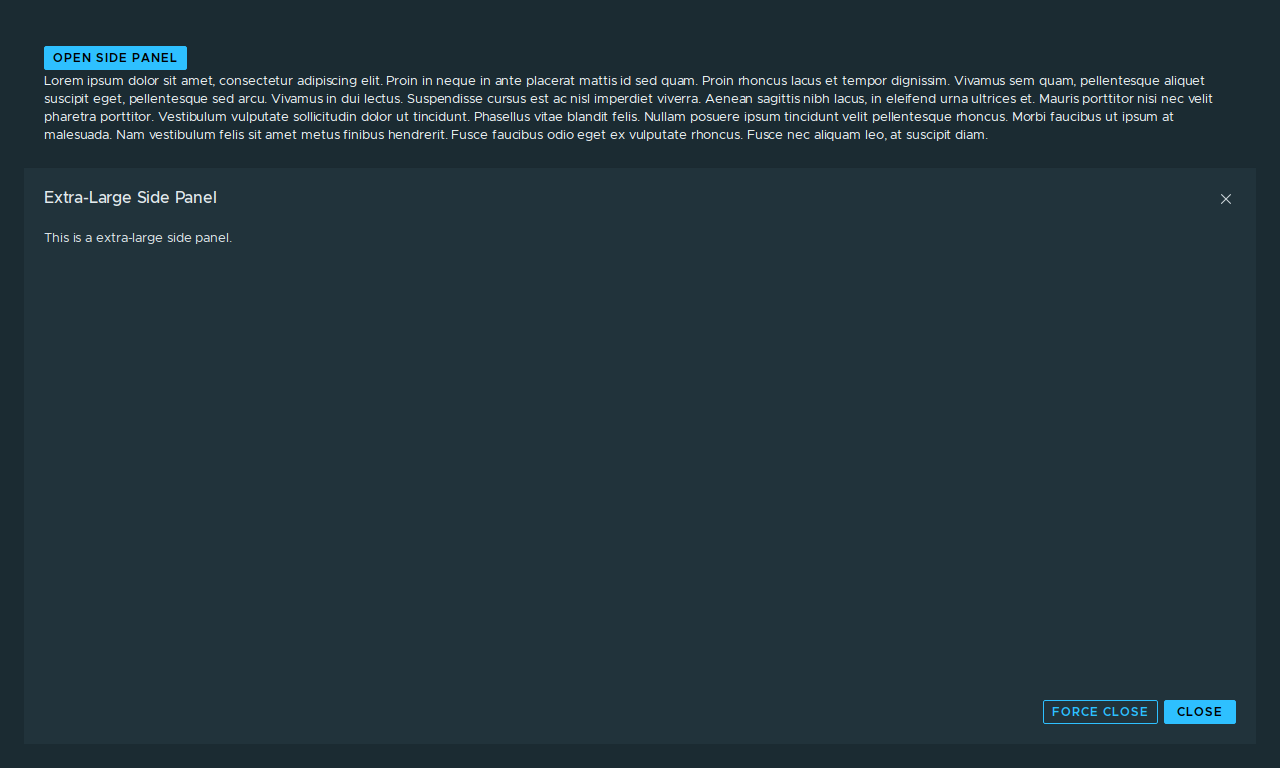 OPEN SIDE PANEL
Lorem ipsum dolor sit amet, consectetur adipiscing elit. Proin in neque in ante placerat mattis id sed quam. Proin rhoncus lacus et tempor dignissim. Vivamus sem quam, pellentesque aliquet
suscipit eget, pellentesque sed arcu. Vivamus in dui lectus. Suspendisse cursus est ac nisl imperdiet viverra. Aenean sagittis nibh lacus, in eleifend urna ultrices et. Mauris porttitor nisi nec velit
pharetra porttitor. Vestibulum vulputate sollicitudin dolor ut tincidunt. Phasellus vitae blandit felis. Nullam posuere ipsum tincidunt velit pellentesque rhoncus. Morbi faucibus ut ipsum at
malesuada. Nam vestibulum felis sit amet metus finibus hendrerit. Fusce faucibus odio eget ex vulputate rhoncus. Fusce nec aliquam leo, at suscipit diam.
Extra-Large Side Panel
This is a extra-large side panel.
FORCE CLOSE
CLOSE